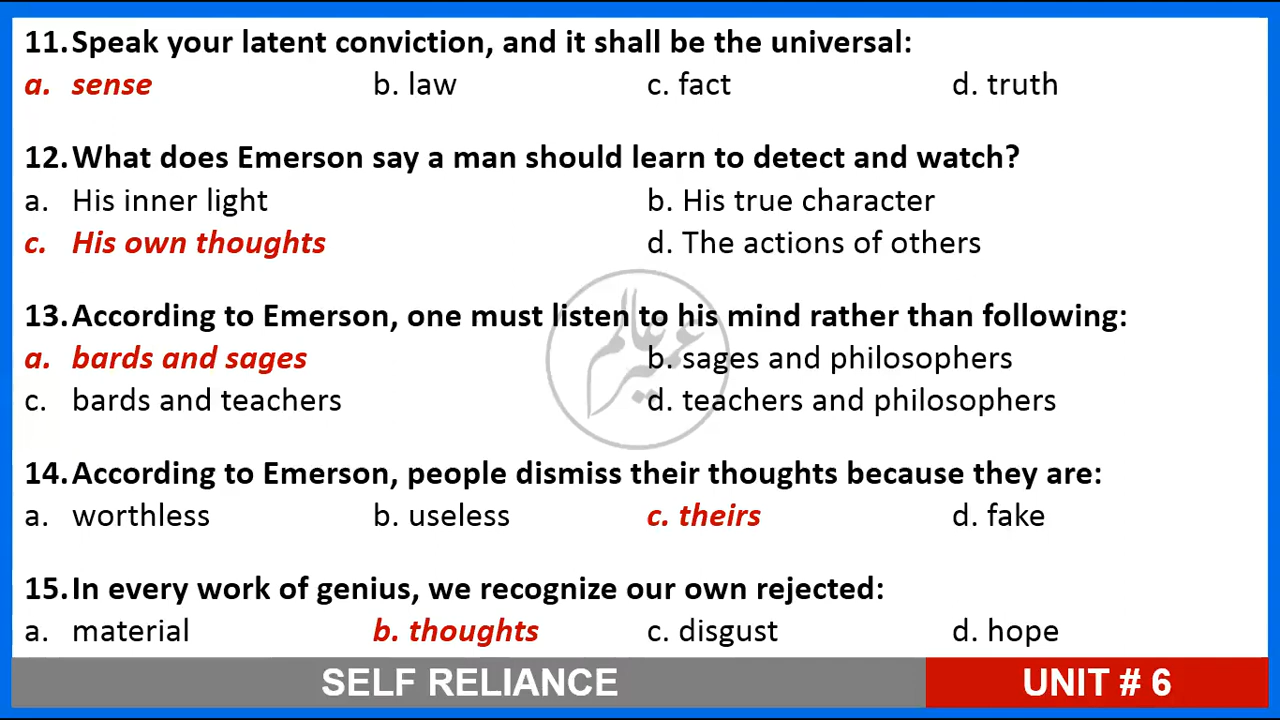 11. Speak your latent conviction, and it shall be the universal:
a. sense b. law c. fact d. truth
12. What does Emerson say a man should learn to detect and watch?
a. His inner light b. His true character
c. His own thoughts d. The actions of others
13. According to Emerson, one must listen to his mind rather than following:
a. bards and sages b. sages and philosophers
عمیر عالم
c. bards and teachers d. teachers and philosophers
14. According to Emerson, people dismiss their thoughts because they are:
a. worthless b. useless c. theirs d. fake
15. In every work of genius, we recognize our own rejected:
a. material b. thoughts c. disgust d. hope
SELF RELIANCE UNIT # 6